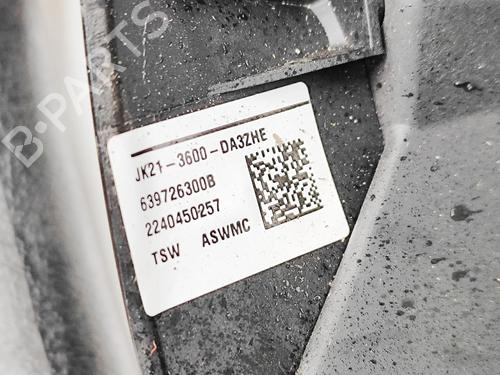 B-PARTS
JK21-3600-DA3ZHE
639726300B
2240450257
TSW ASWMC